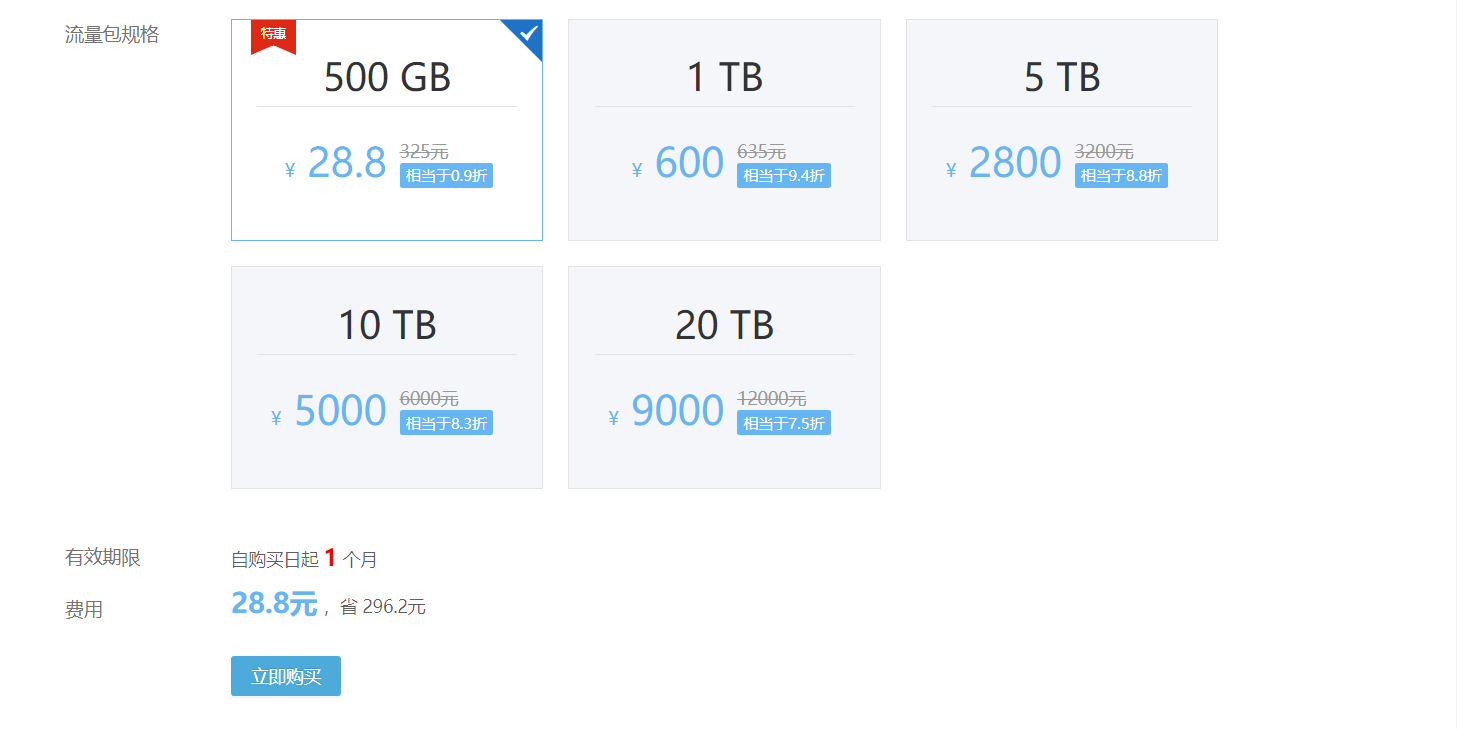 流量包规格
特惠
500 GB
¥ 28.8 325元
相当于0.9折
1 TB
¥ 600 635元
相当于9.4折
5 TB
¥ 2800 3200元
相当于8.8折
10 TB
¥ 5000 6000元
相当于8.3折
20 TB
¥ 9000 12000元
相当于7.5折
有效期限 自购买日起 1 个月
费用 28.8元 ，省 296.2元
立即购买